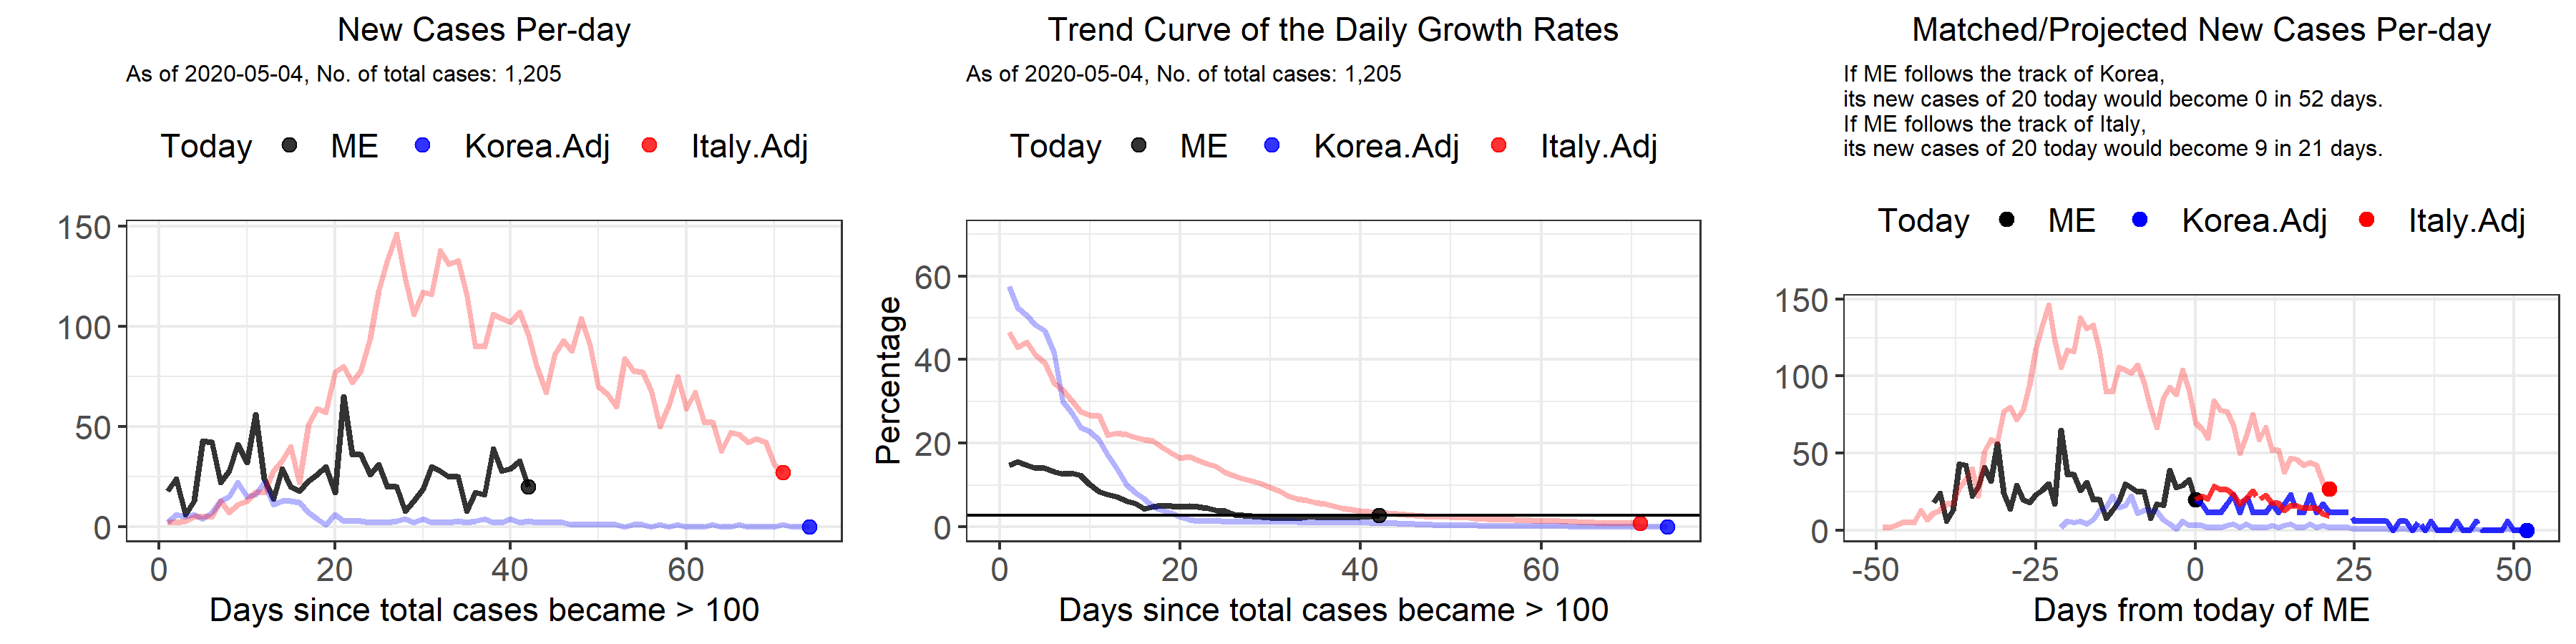 New Cases Per-day
As of 2020-05-04, No. of total cases: 1,205
Today ME Korea.Adj Italy.Adj
150
100
50
0
0 20 40 60
Days since total cases became > 100
Trend Curve of the Daily Growth Rates
As of 2020-05-04, No. of total cases: 1,205
Today ME Korea.Adj Italy.Adj
Percentage
60
40
20
0
0 20 40 60
Days since total cases became > 100
Matched/Projected New Cases Per-day
If ME follows the track of Korea,
its new cases of 20 today would become 0 in 52 days.
If ME follows the track of Italy,
its new cases of 20 today would become 9 in 21 days.
Today ME Korea.Adj Italy.Adj
150
100
50
0
-50 -25 0 25 50
Days from today of ME